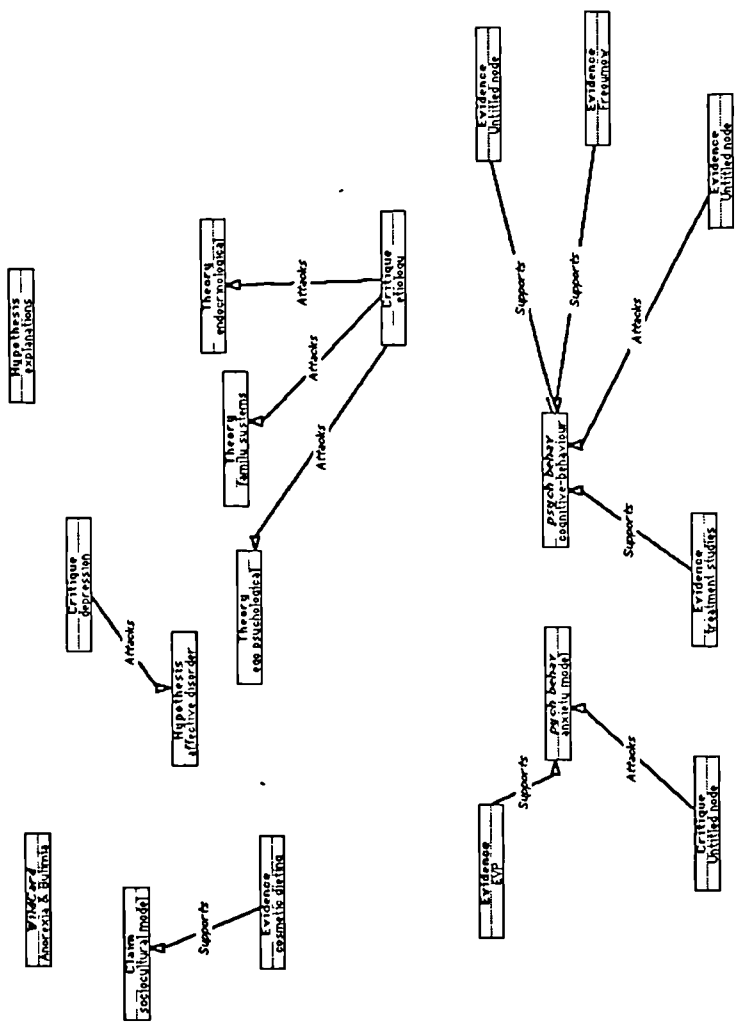 WildCard
Anorexia & Bulimia
Hypothesis
explanations
Critique
depression
Claim
sociocultural model
Attacks
Hypothesis
affective disorder
Supports
Evidence
cosmetic dieting
Theory
ego psychological
Theory
family systems
Theory
endocrenological
Attacks
Attacks
Attacks
Critique
etiology
Evidence
EVP
Supports
pgych behav
anxiety model
Attacks
Critique
Untitled node
psych behav
cognitive-behaviour
Supports
Evidence
treatment studies
Supports
Evidence
Untitled node
Supports
Evidence
Attacks
Evidence
Untitled node